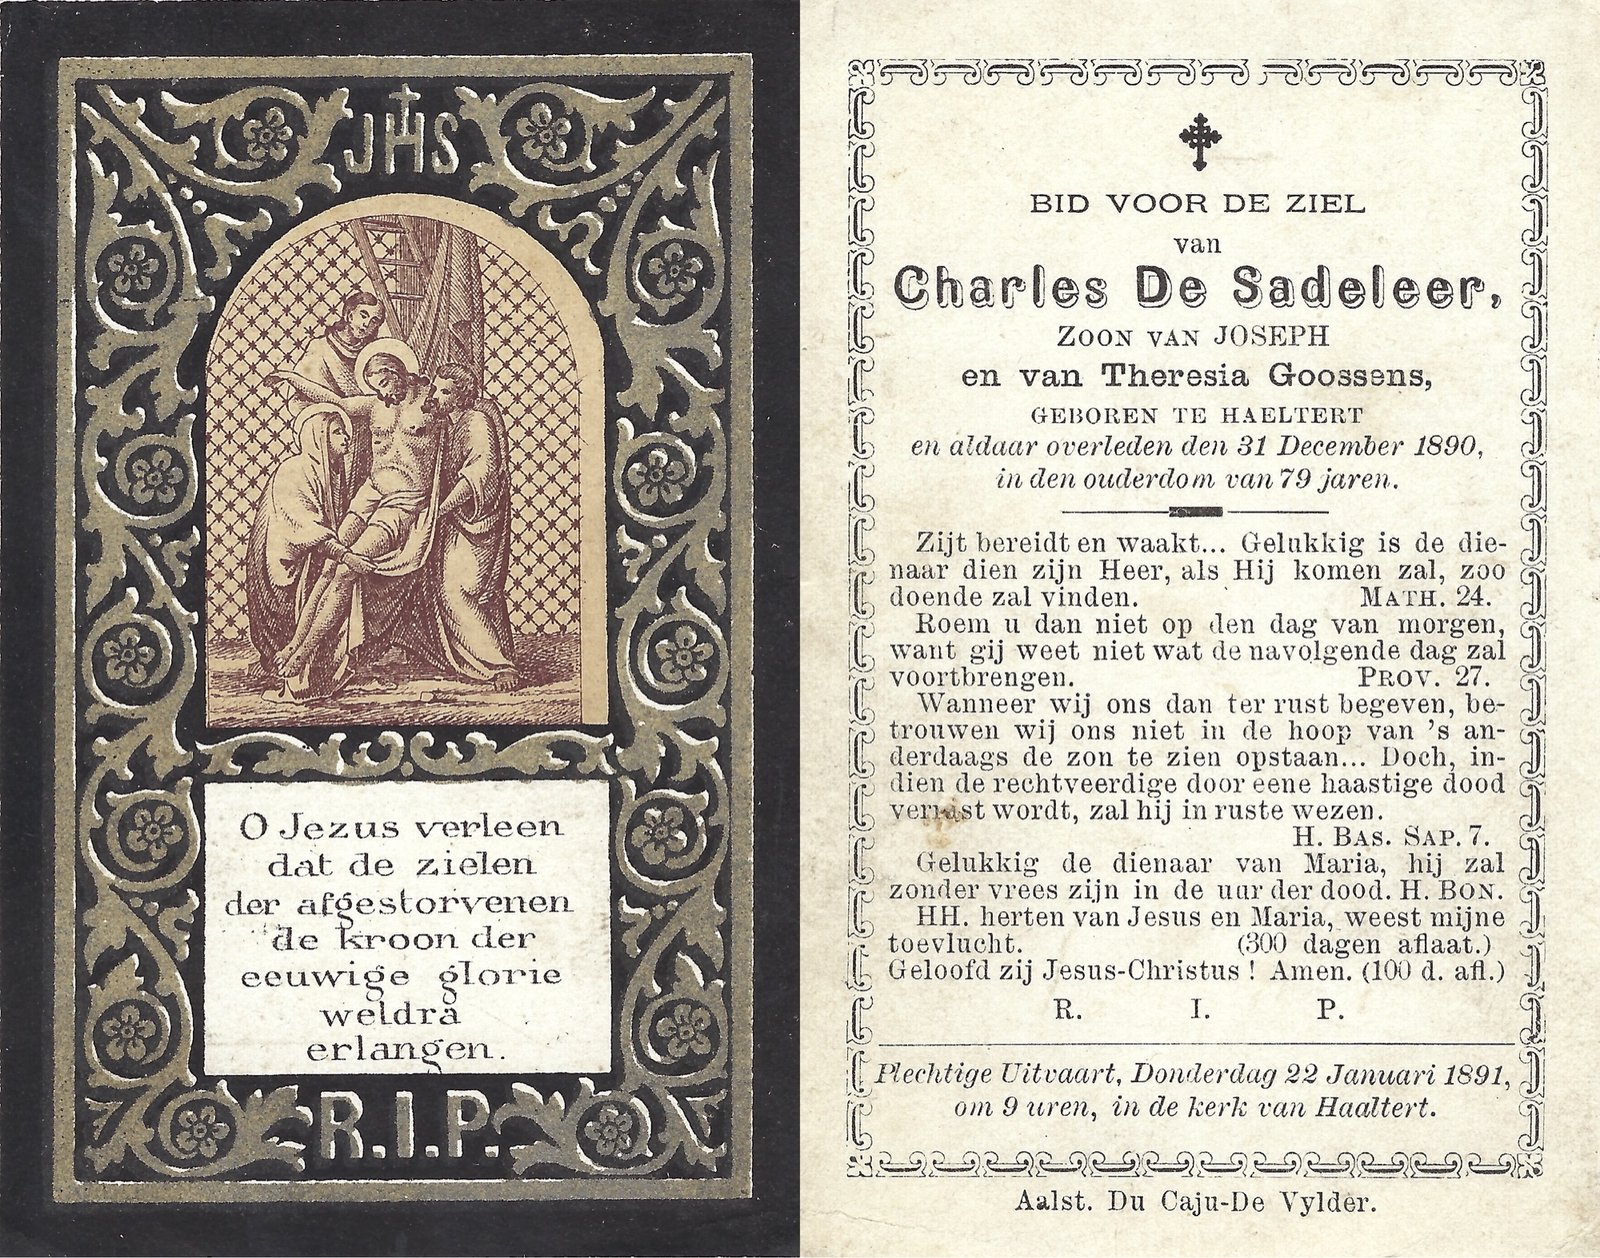 JHS
O Jezus verleen
dat de zielen
der afgestorvenen
de kroon der
eeuwige glorie
weldra
erlangen.
R.I.P.
BID VOOR DE ZIEL
van
Charles De Sadeleer,
ZOON VAN JOSEPH
en van Theresia Goossens,
GEBOREN TE HAELTERT
en aldaar overleden den 31 December 1890,
in den ouderdom van 79 jaren.
Zijt bereidt en waakt... Gelukkig is de die-
naar dien zijn Heer, als Hij komen zal, zoo
doende zal vinden. MATH. 24.
Roem u dan niet op den dag van morgen,
want gij weet niet wat de navolgende dag zal
voortbrengen. PROV. 27.
Wanneer wij ons dan ter rust begeven, be-
trouwen wij ons niet in de hoop van 's an-
derdaags de zon te zien opstaan... Doch, in-
dien de rechtveerdige door eene haastige dood
verrast wordt, zal hij in ruste wezen.
H. BAS. SAP. 7.
Gelukkig de dienaar van Maria, hij zal
zonder vrees zijn in de uur der dood. H. BON.
HH. herten van Jesus en Maria, weest mijne
toevlucht. (300 dagen aflaat.)
Geloofd zij Jesus-Christus ! Amen. (100 d. afl.)
R. I. P.
Plechtige Uitvaart, Donderdag 22 Januari 1891,
om 9 uren, in de kerk van Haaltert.
Aalst. Du Caju-De Vylder.